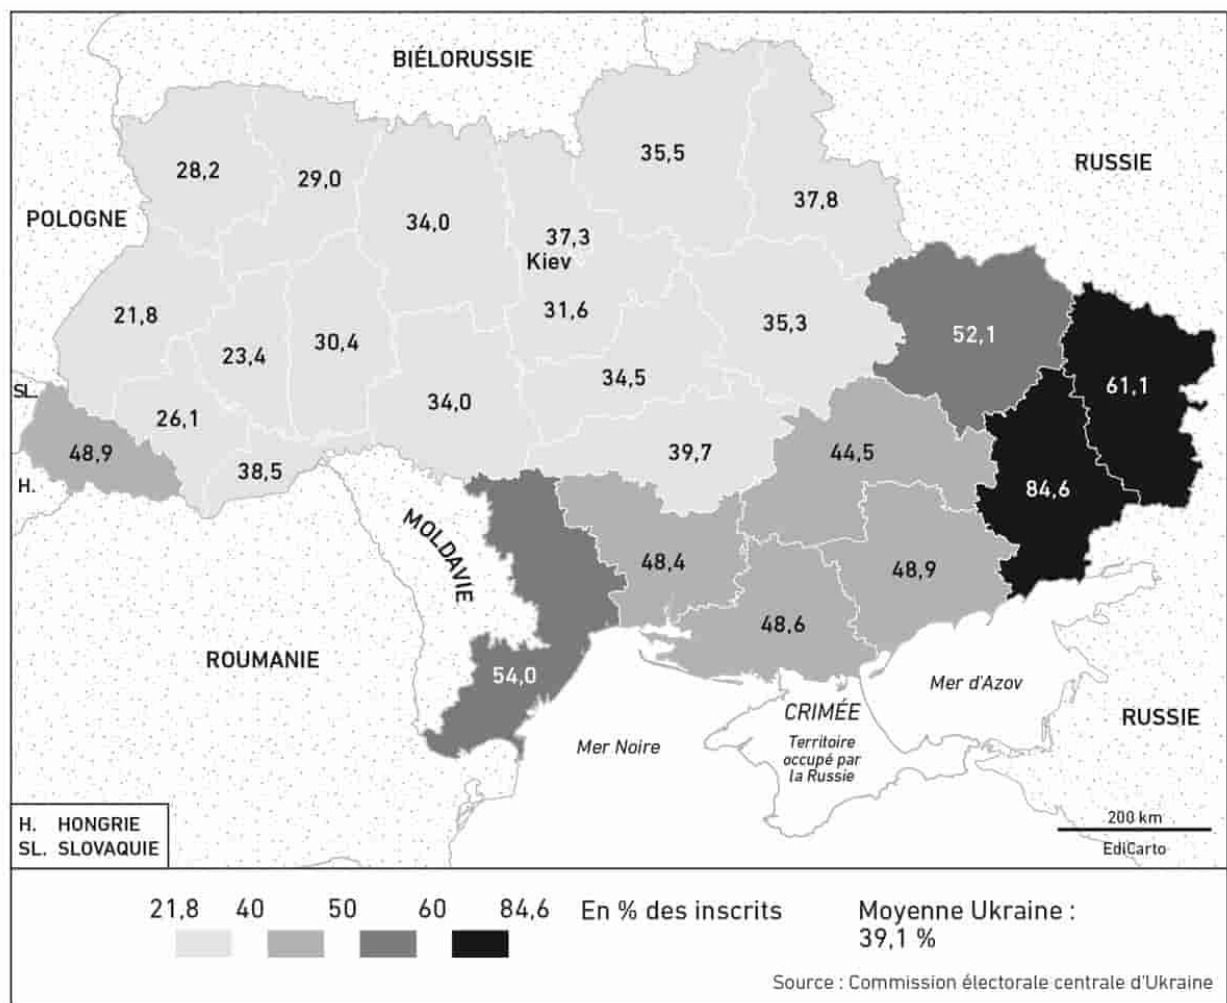 BIÉLORUSSIE
RUSSIE
POLOGNE
28,2
29,0
34,0
35,5
37,8
37,3
Kiev
31,6
21,8
23,4
30,4
34,0
34,5
35,3
52,1
61,1
SL.
26,1
48,9
38,5
H.
39,7
44,5
84,6
MOLDAVIE
48,4
48,9
48,6
ROUMANIE
54,0
Mer Noire
Mer d'Azov
CRIMÉE
Territoire
occupé par
la Russie
RUSSIE
200 km
EdiCarto
H. HONGRIE
SL. SLOVAQUIE
21,8 40 50 60 84,6 En % des inscrits
Moyenne Ukraine :
39,1 %
Source : Commission électorale centrale d'Ukraine